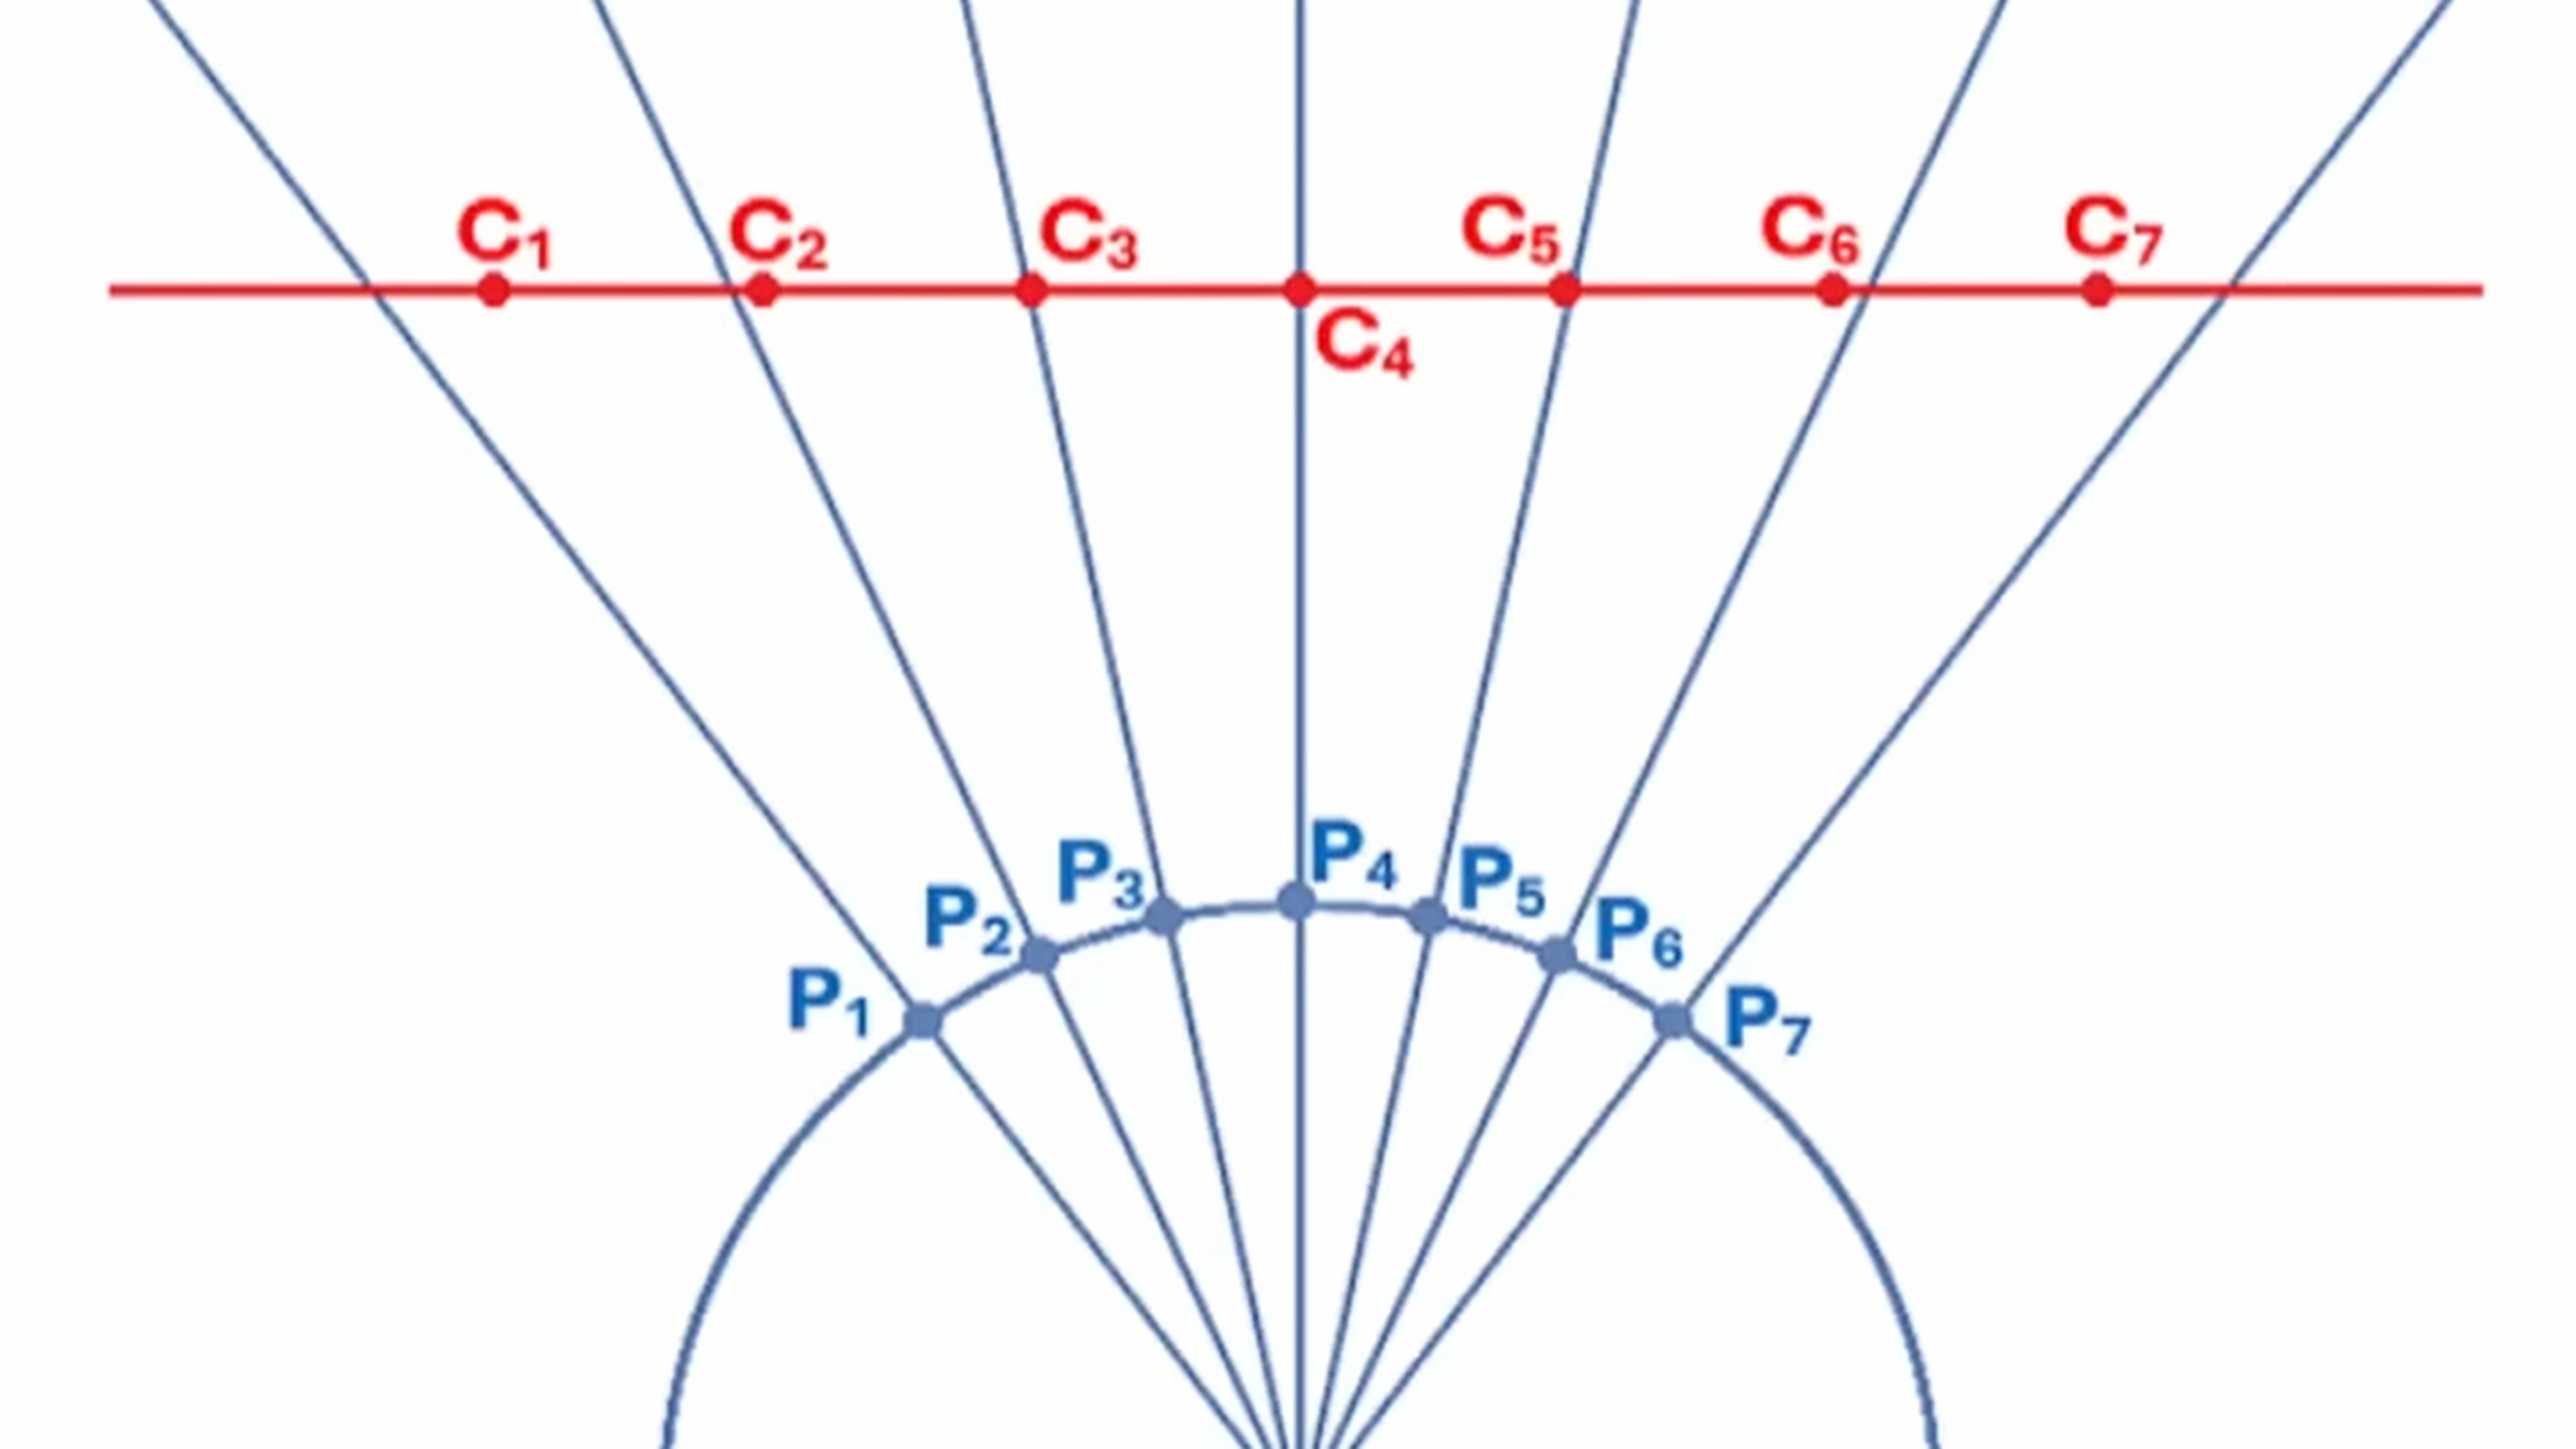 C₁ C₂ C₃ C₅ C₆ C₇
C₄
P₁ P₂ P₃ P₄ P₅ P₆ P₇